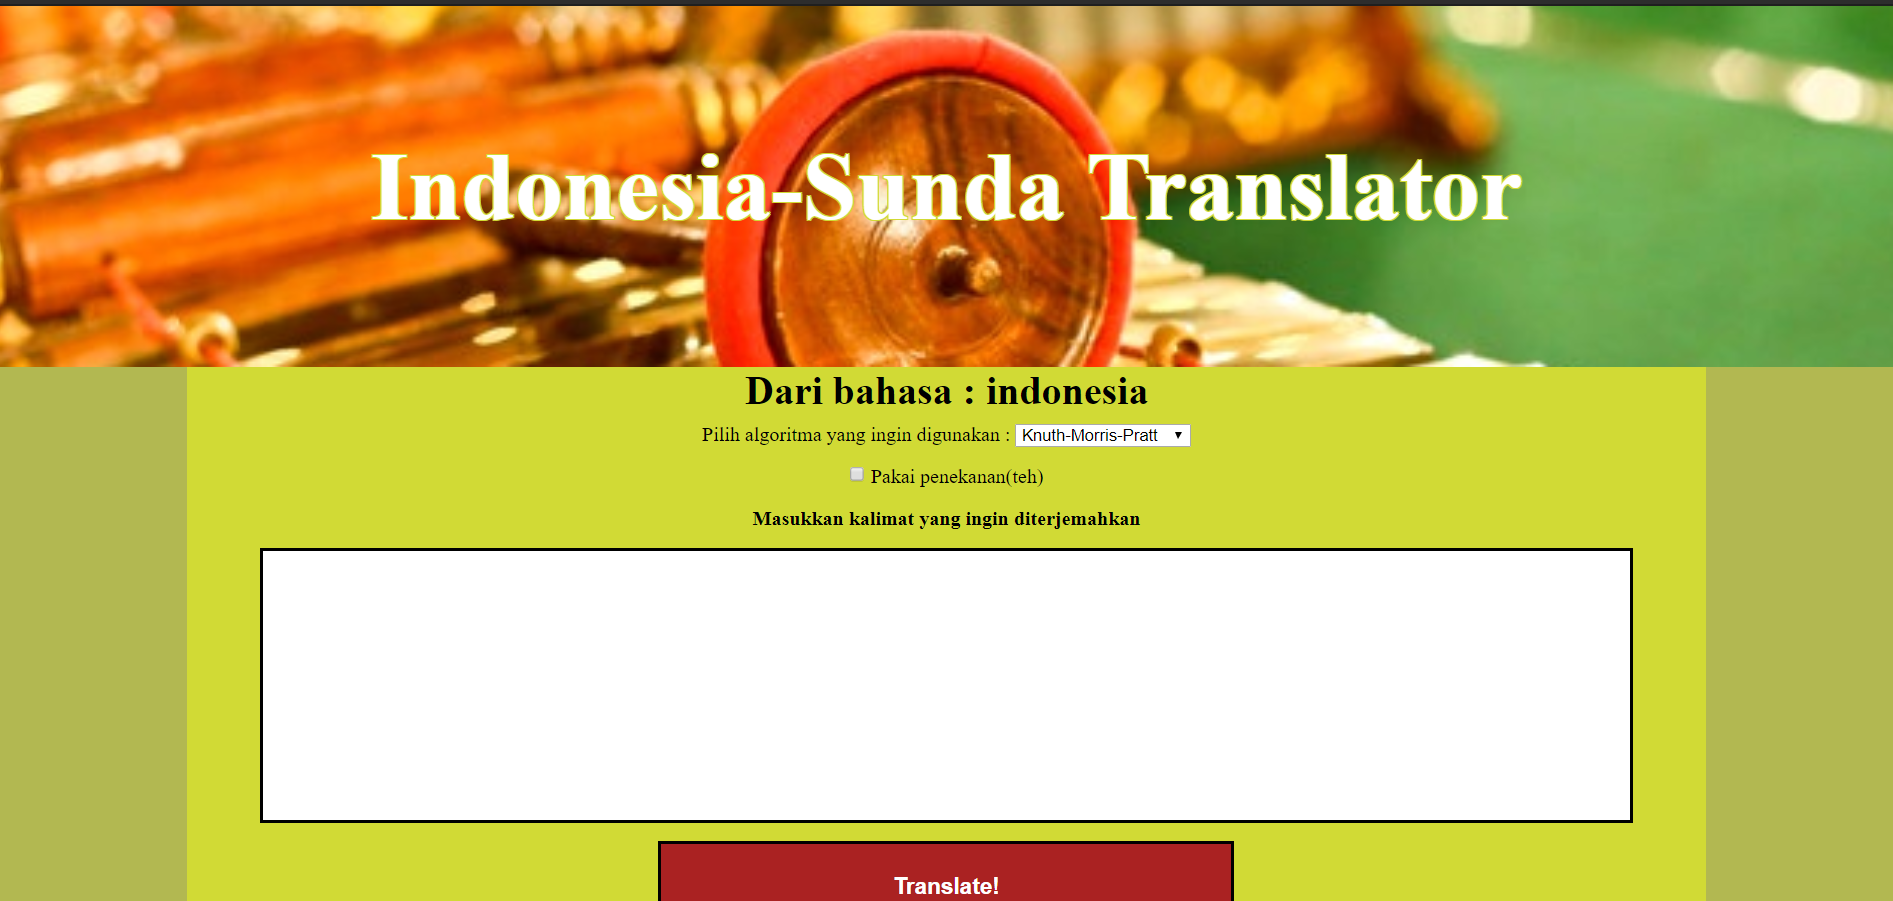 Indonesia-Sunda Translator
Dari bahasa : indonesia
Pilih algoritma yang ingin digunakan : Knuth-Morris-Pratt
Pakai penekanan(teh)
Masukkan kalimat yang ingin diterjemahkan
Translate!